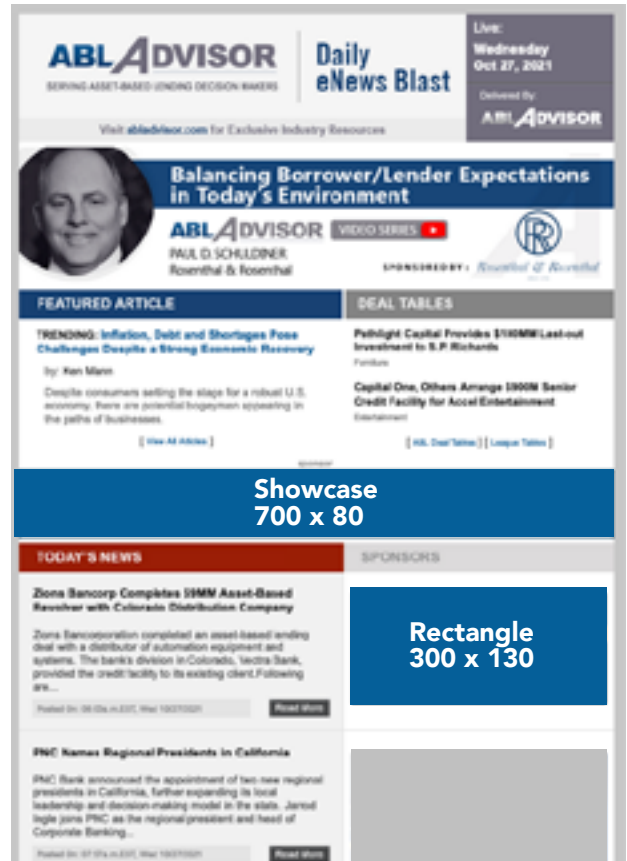 ABL ADVISOR
SERVING ASSET-BASED LENDING DECISION MAKERS
Daily
eNews Blast
Live:
Wednesday
Oct 27, 2021
Delivered By:
ABL ADVISOR
Visit abladvisor.com for Exclusive Industry Resources
Balancing Borrower/Lender Expectations
in Today's Environment
ABL ADVISOR VIDEO SERIES
PAUL D. SCHULDINER
Rosenthal & Rosenthal
SPONSORED BY:
Rosenthal & Rosenthal
FEATURED ARTICLE
TRENDING: Inflation, Debt and Shortages Pose
Challenges Despite a Strong Economic Recovery
by: Ken Mann
Despite consumers setting the stage for a robust U.S.
economy, there are potential bogeymen appearing in
the paths of businesses.
[ View All Articles ]
DEAL TABLES
Pathlight Capital Provides $180MM Last-out
Investment to S.P. Richards
Furniture
Capital One, Others Arrange $900M Senior
Credit Facility for Accel Entertainment
Entertainment
[ ABL Deal Tables ] [ League Tables ]
sponsor
Showcase
700 x 80
TODAY'S NEWS
Zions Bancorp Completes $9MM Asset-Based
Revolver with Colorado Distribution Company
Zions Bancorporation completed an asset-based ending
deal with a distributor of automation equipment and
systems. The bank's division in Colorado, Vectra Bank,
provided the credit facility to its existing client. Following
are...
Read More
PNC Names Regional Presidents in California
PNC Bank announced the appointment of two new regional
presidents in California, further expanding its local
leadership and decision-making model in the state. Jarrod
Ingle joins PNC as the regional president and head of
Corporate Banking...
Read More
SPONSORS
Rectangle
300 x 130